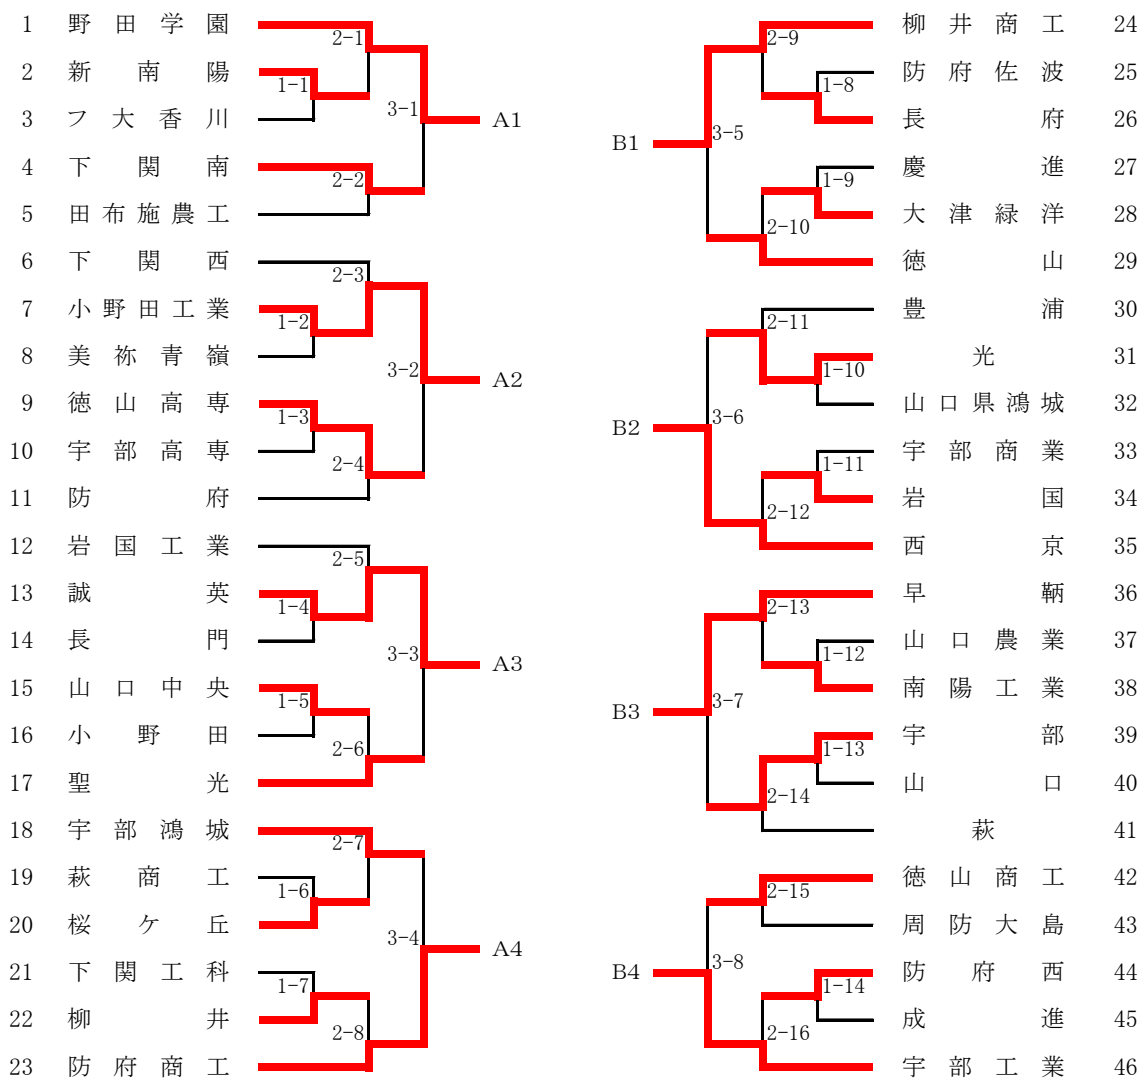 1 野田学園
2-1
2 新南陽
1-1
3 フ大香川
3-1 A1
4 下関南
2-2
5 田布施農工
6 下関西
2-3
7 小野田工業
1-2
8 美祢青嶺
3-2 A2
9 徳山高専
1-3
10 宇部高専
2-4
11 防府
12 岩国工業
2-5
13 誠英
1-4
14 長門
3-3 A3
15 山口中央
1-5
16 小野田
2-6
17 聖光
18 宇部鴻城
2-7
19 萩商工
1-6
20 桜ケ丘
3-4 A4
21 下関工科
1-7
22 柳井
2-8
23 防府商工
柳井商工 24
2-9
防府佐波 25
1-8
長府 26
B1 3-5
慶進 27
1-9
大津緑洋 28
2-10
徳山 29
豊浦 30
2-11
光 31
1-10
山口県鴻城 32
B2 3-6
宇部商業 33
1-11
岩国 34
2-12
西京 35
早鞆 36
2-13
山口農業 37
1-12
南陽工業 38
B3 3-7
宇部 39
1-13
山口 40
2-14
萩 41
徳山商工 42
2-15
周防大島 43
B4 3-8
防府西 44
1-14
成進 45
2-16
宇部工業 46